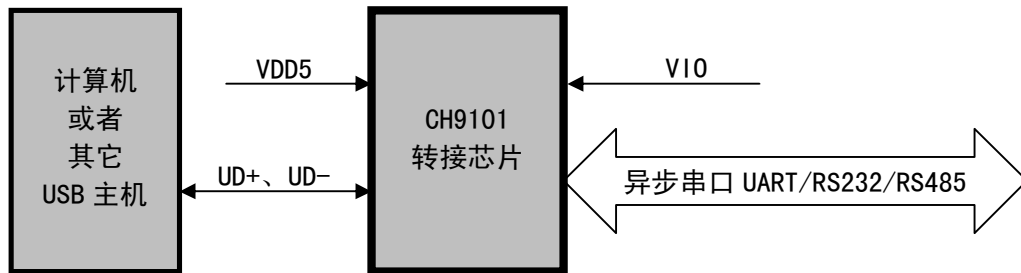 计算机
或者
其它
USB 主机
VDD5
UD+、UD-
CH9101
转接芯片
VIO
异步串口 UART/RS232/RS485